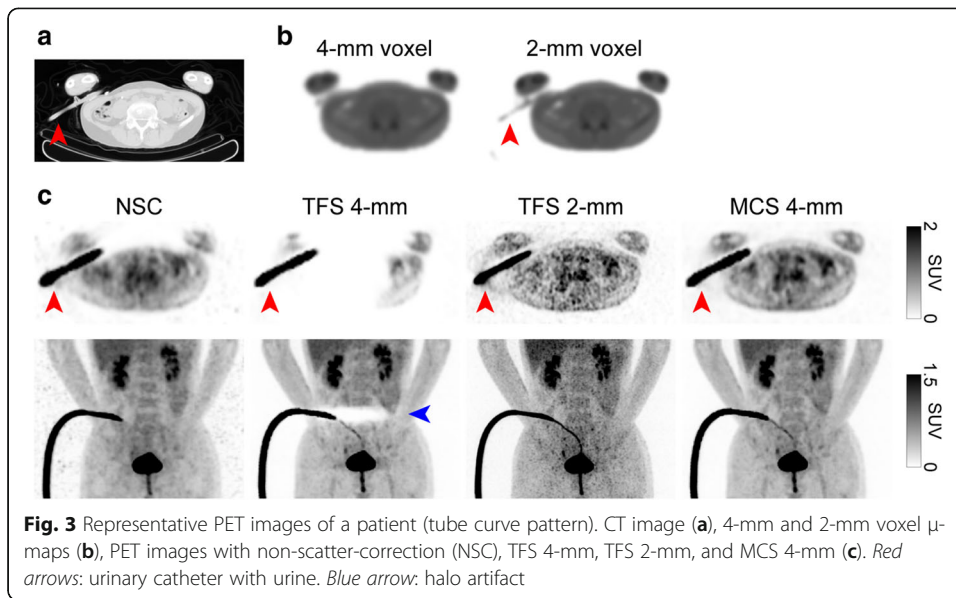 a
b
4-mm voxel
2-mm voxel
c
NSC
TFS 4-mm
TFS 2-mm
MCS 4-mm
2
SUV
0
1.5
SUV
0
Fig. 3 Representative PET images of a patient (tube curve pattern). CT image (a), 4-mm and 2-mm voxel μ-
maps (b), PET images with non-scatter-correction (NSC), TFS 4-mm, TFS 2-mm, and MCS 4-mm (c). Red
arrows: urinary catheter with urine. Blue arrow: halo artifact